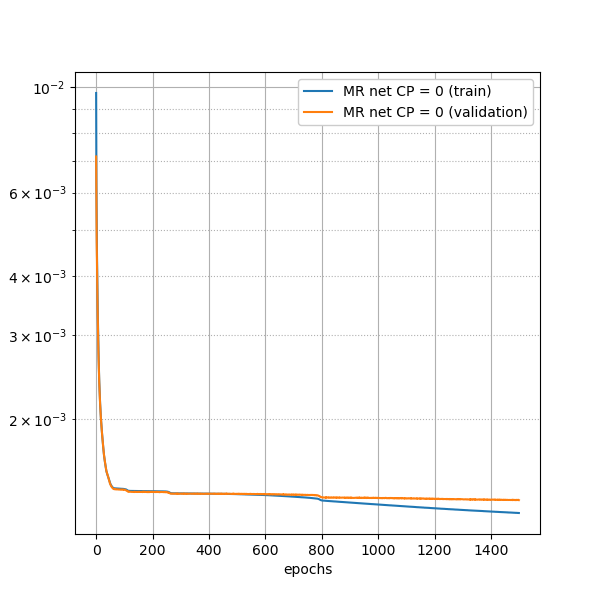 MR net CP = 0 (train)
MR net CP = 0 (validation)
10⁻²
6 × 10⁻³
4 × 10⁻³
3 × 10⁻³
2 × 10⁻³
0 200 400 600 800 1000 1200 1400
epochs